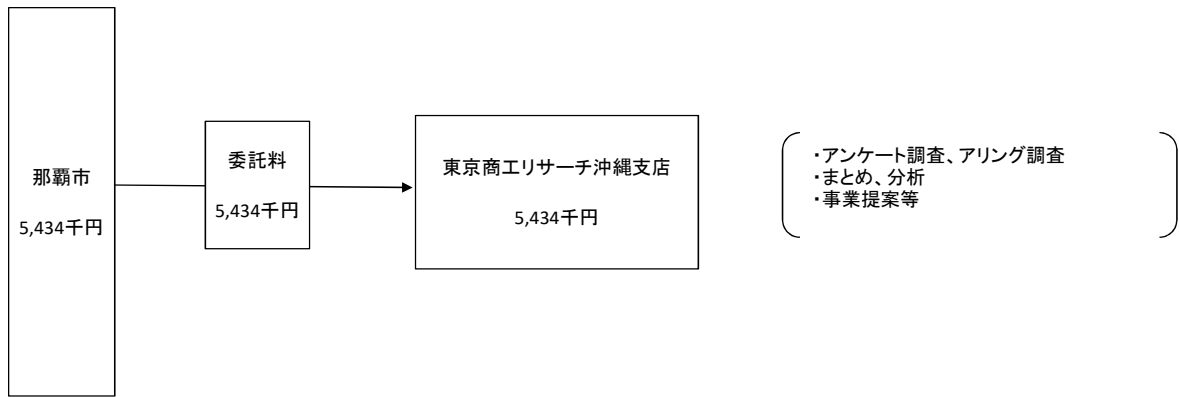 那覇市
5,434千円
委託料
5,434千円
東京商工リサーチ沖縄支店
5,434千円
・アンケート調査、アリング調査
・まとめ、分析
・事業提案等